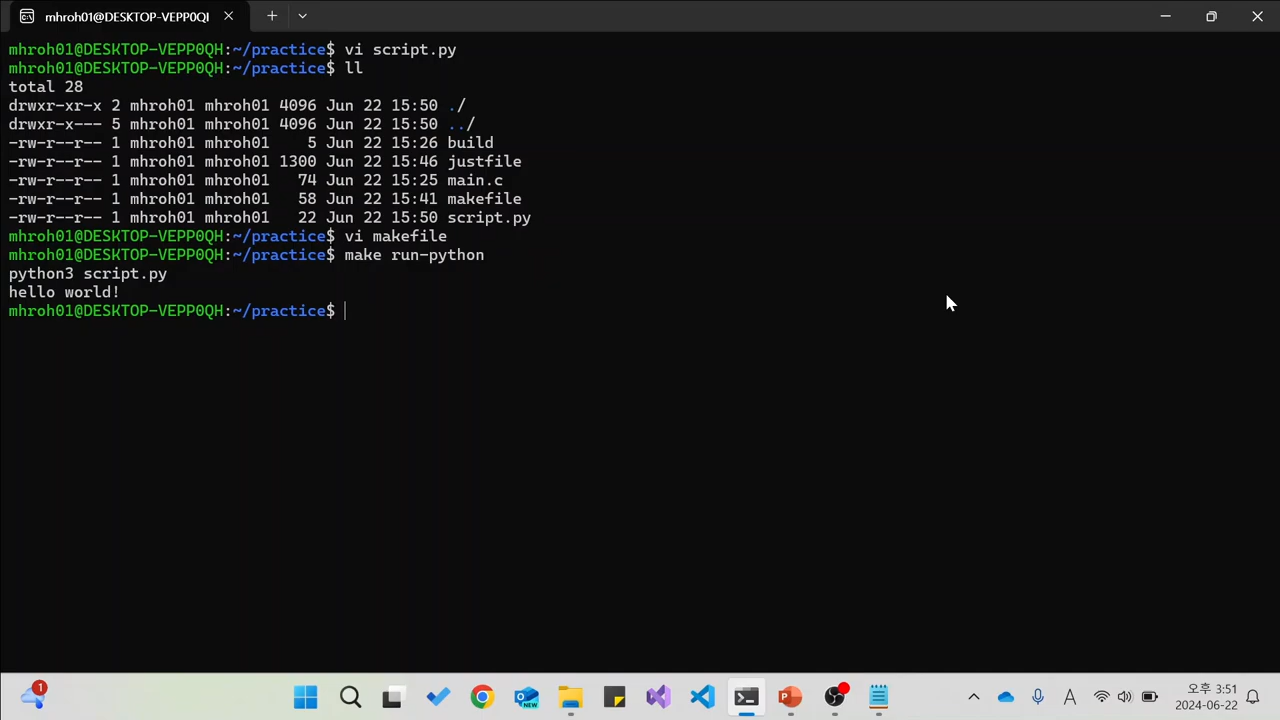 mhroh01@DESKTOP-VEPP0QI
mhroh01@DESKTOP-VEPP0QH:~/practice$ vi script.py
mhroh01@DESKTOP-VEPP0QH:~/practice$ ll
total 28
drwxr-xr-x 2 mhroh01 mhroh01 4096 Jun 22 15:50 ./
drwxr-x--- 5 mhroh01 mhroh01 4096 Jun 22 15:50 ../
-rw-r--r-- 1 mhroh01 mhroh01    5 Jun 22 15:26 build
-rw-r--r-- 1 mhroh01 mhroh01 1300 Jun 22 15:46 justfile
-rw-r--r-- 1 mhroh01 mhroh01   74 Jun 22 15:25 main.c
-rw-r--r-- 1 mhroh01 mhroh01   58 Jun 22 15:41 makefile
-rw-r--r-- 1 mhroh01 mhroh01   22 Jun 22 15:50 script.py
mhroh01@DESKTOP-VEPP0QH:~/practice$ vi makefile
mhroh01@DESKTOP-VEPP0QH:~/practice$ make run-python
python3 script.py
hello world!
mhroh01@DESKTOP-VEPP0QH:~/practice$
1
NEW
A
오후 3:51
2024-06-22